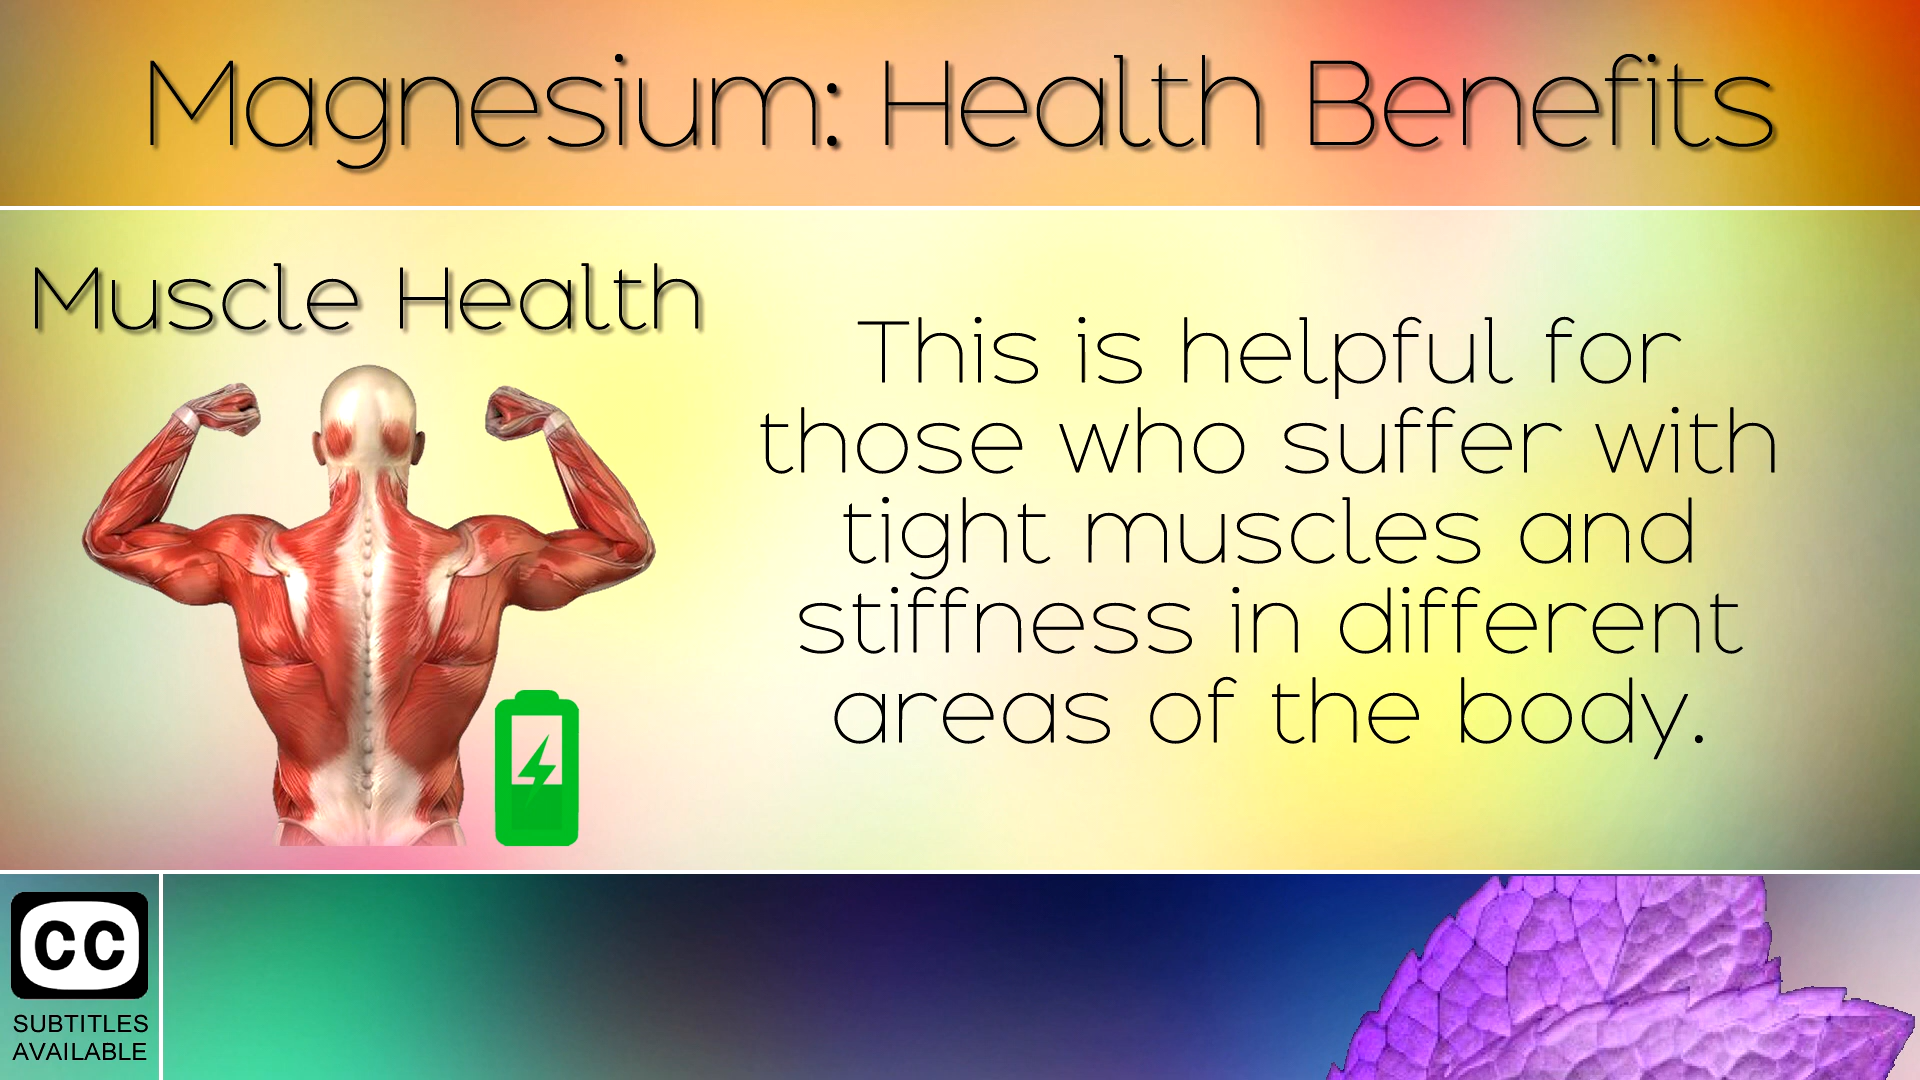 Magnesium: Health Benefits
Muscle Health
This is helpful for
those who suffer with
tight muscles and
stiffness in different
areas of the body.
CC
SUBTITLES
AVAILABLE